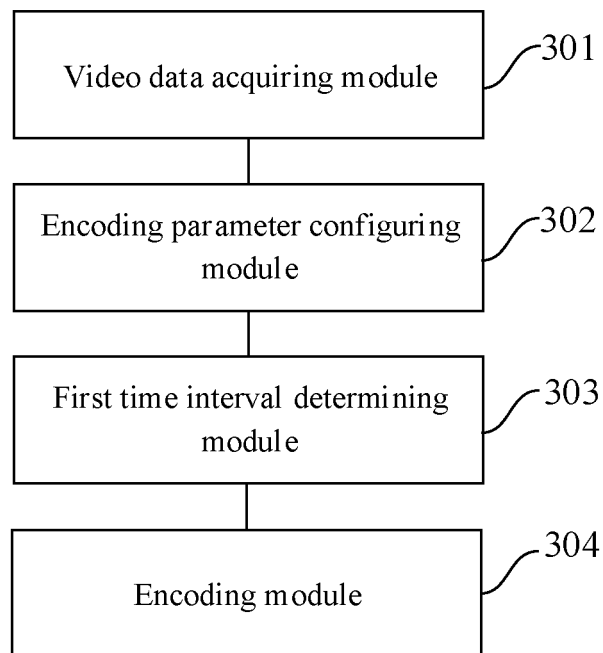 Video data acquiring module
301
Encoding parameter configuring
module
302
First time interval determining
module
303
Encoding module
304